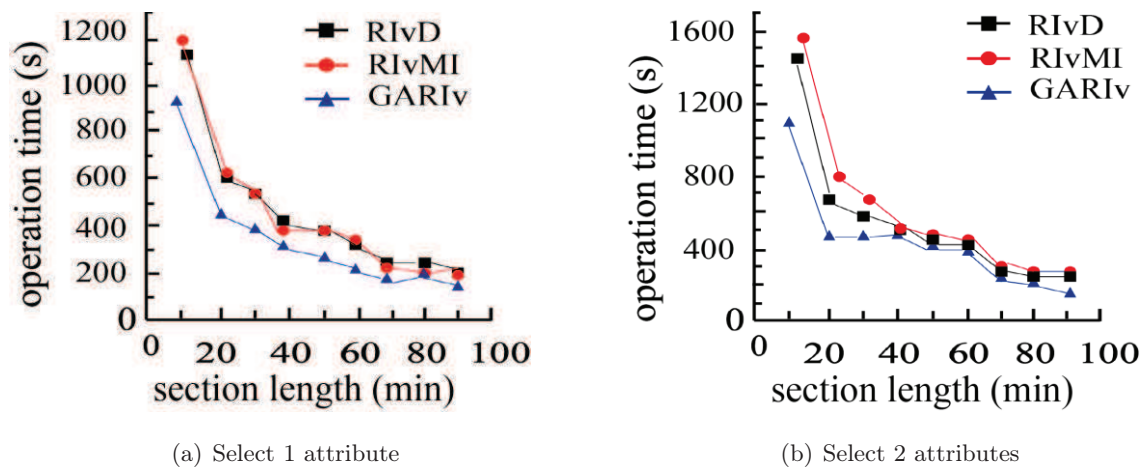 1200
1000
800
600
400
200
0
operation time (s)
RIvD
RIvMI
GARIv
0 20 40 60 80 100
section length (min)
(a) Select 1 attribute
1600
1200
800
400
0
operation time (s)
RIvD
RIvMI
GARIv
0 20 40 60 80 100
section length (min)
(b) Select 2 attributes